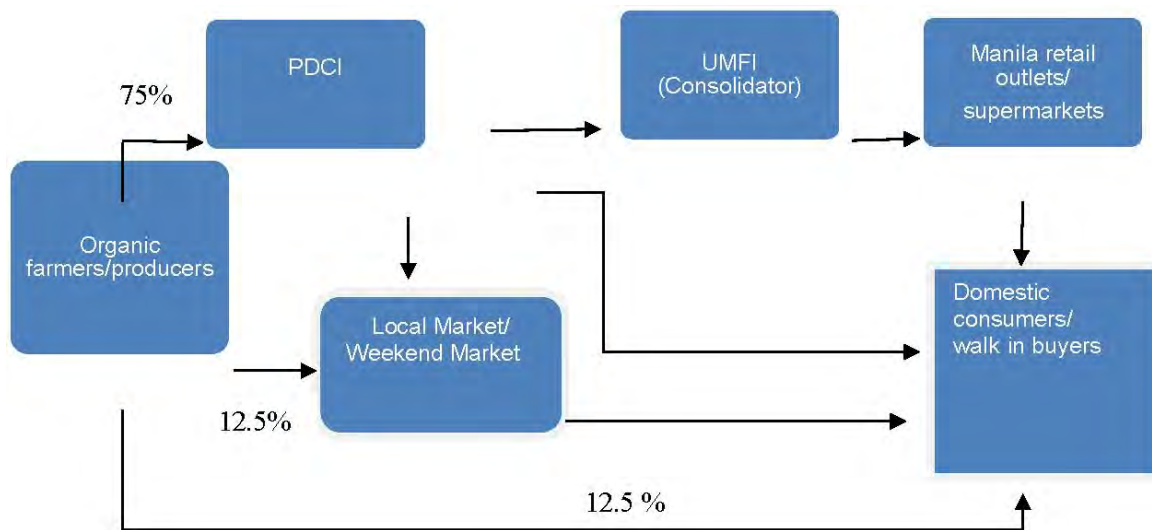 PDCI
UMFI
(Consolidator)
Manila retail
outlets/
supermarkets
75%
Organic
farmers/producers
Local Market/
Weekend Market
Domestic
consumers/
walk in buyers
12.5%
12.5 %